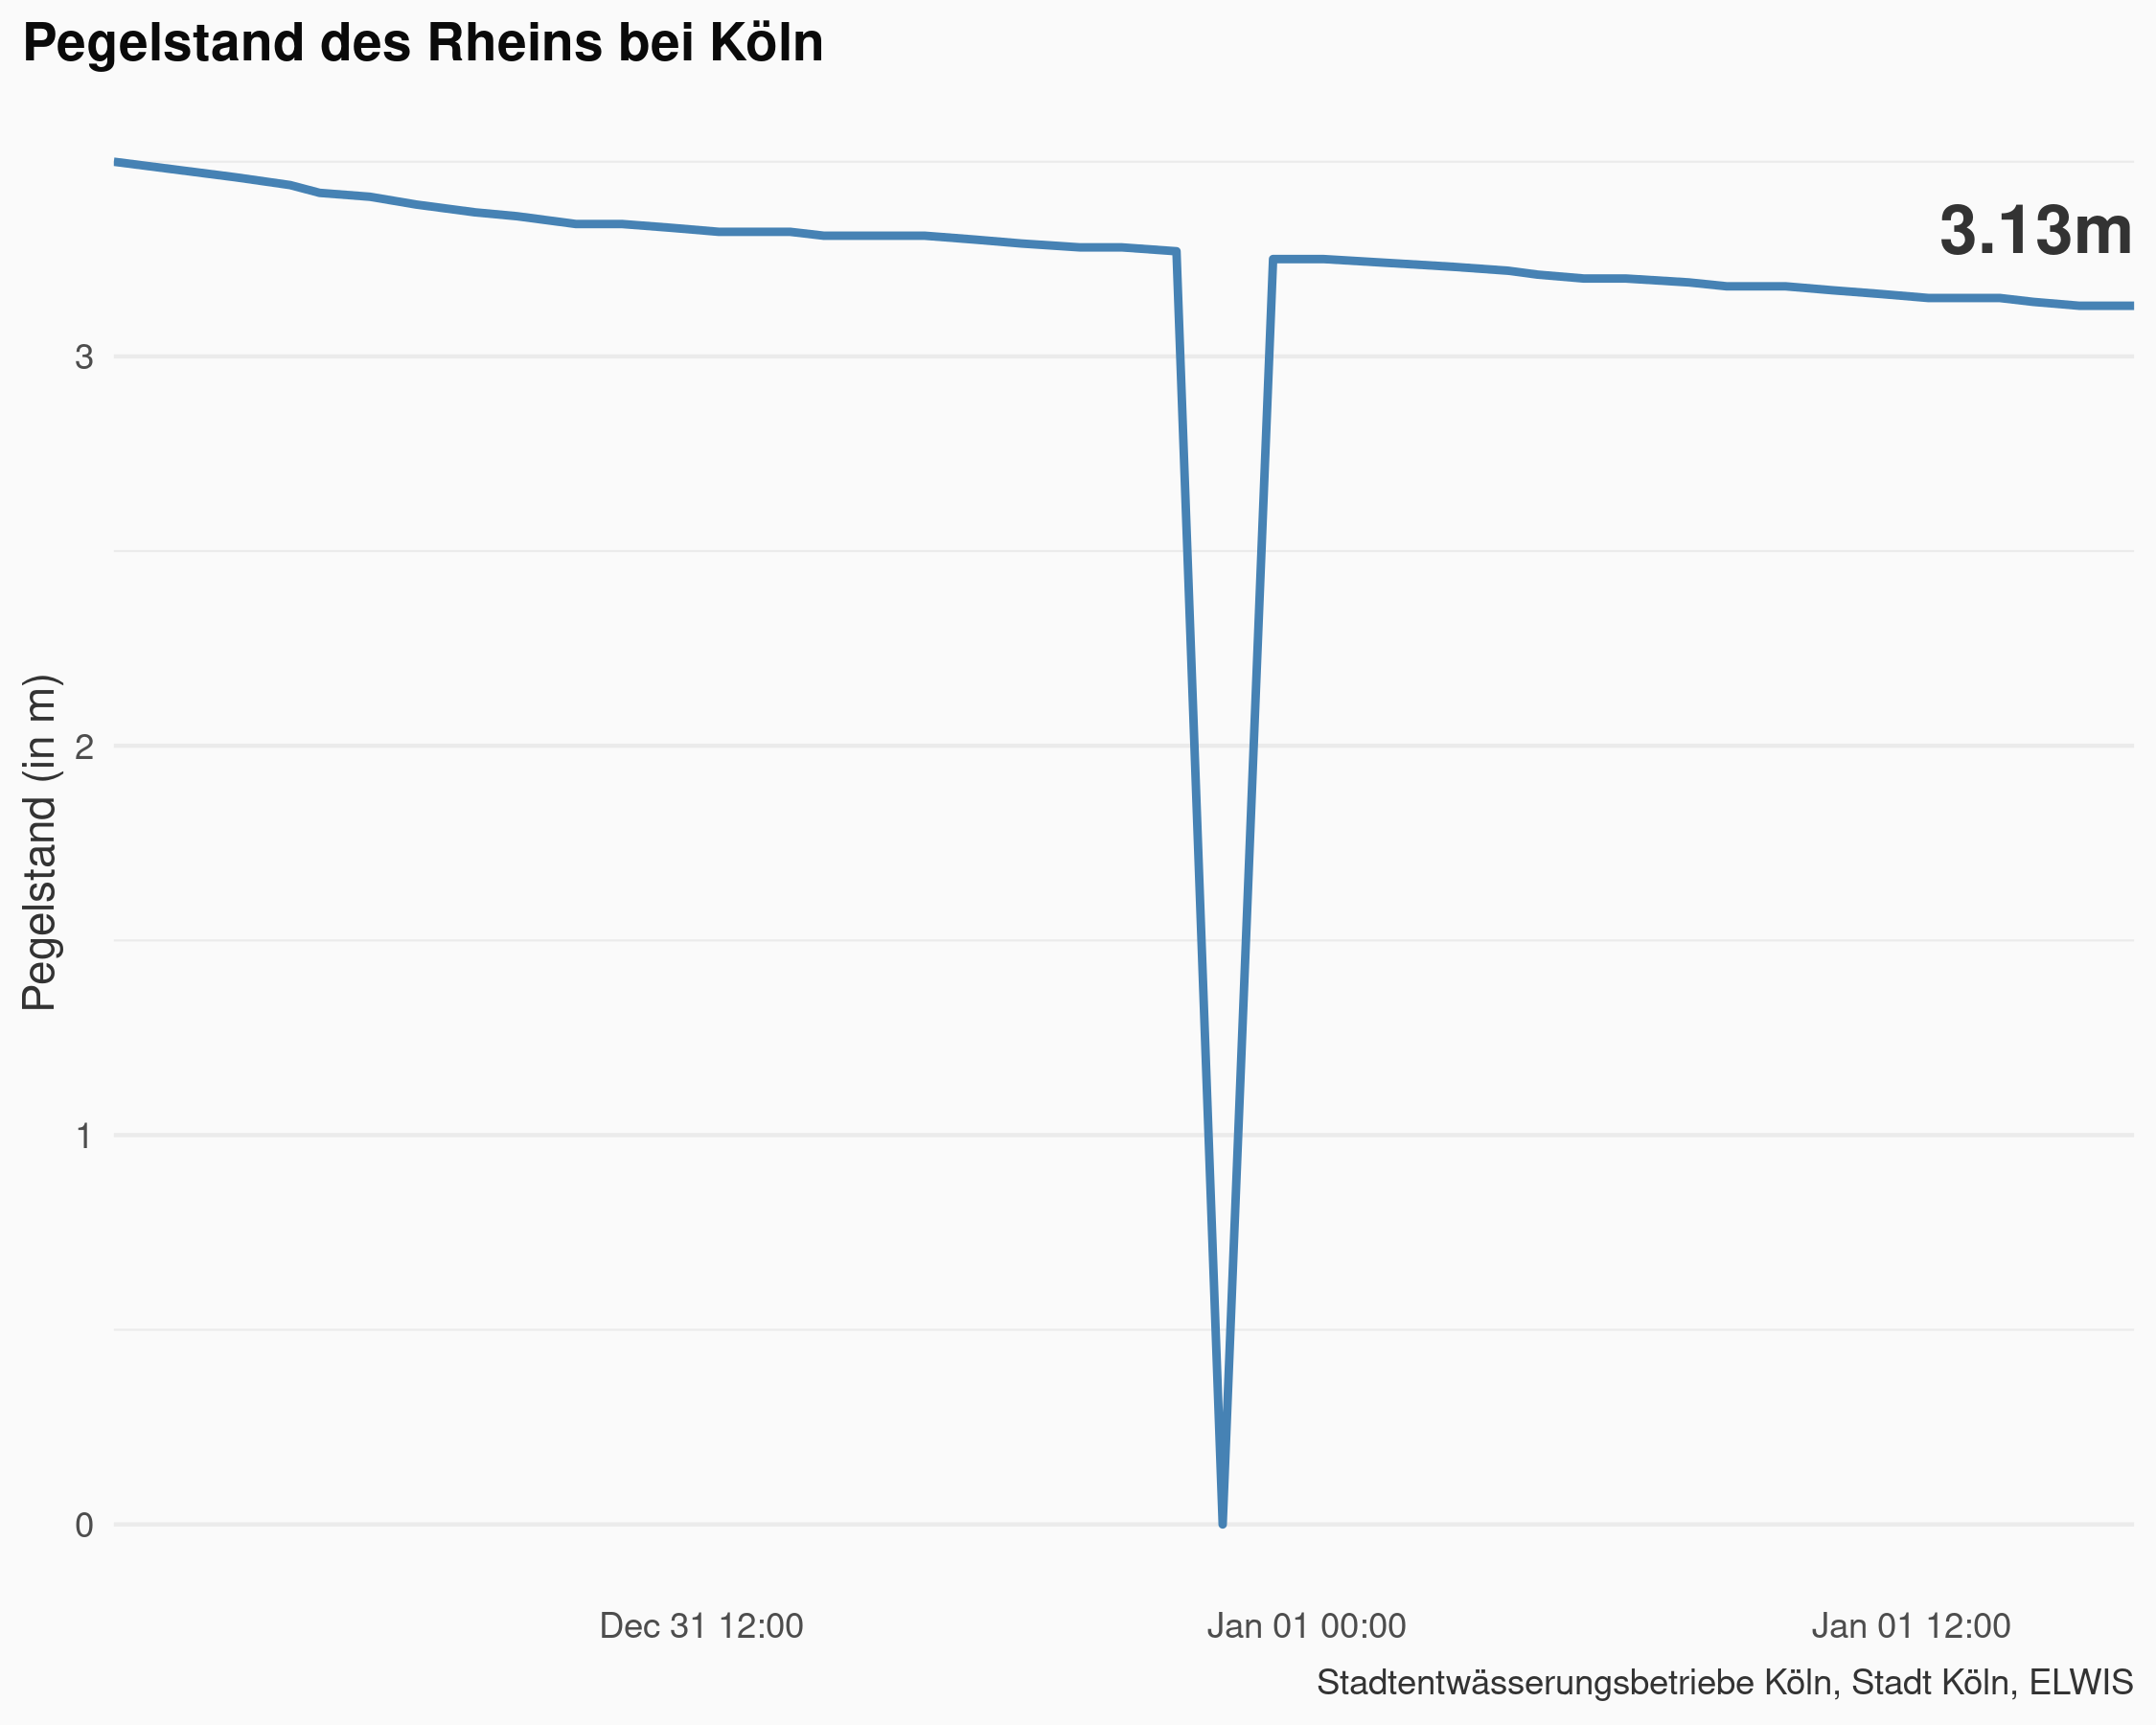 Pegelstand des Rheins bei Köln
3.13m
Pegelstand (in m)
3
2
1
0
Dec 31 12:00
Jan 01 00:00
Jan 01 12:00
Stadtentwässerungsbetriebe Köln, Stadt Köln, ELWIS